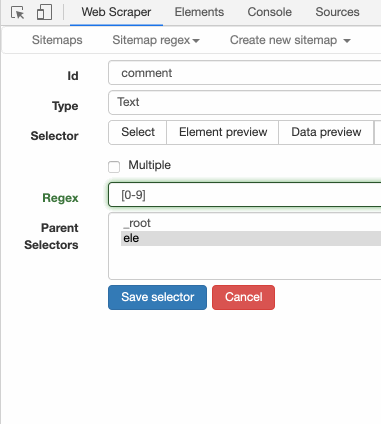 Web Scraper Elements Console Sources
Sitemaps Sitemap regex Create new sitemap
Id comment
Type Text
Selector Select Element preview Data preview
Multiple
Regex [0-9]
Parent Selectors _root
ele
Save selector Cancel